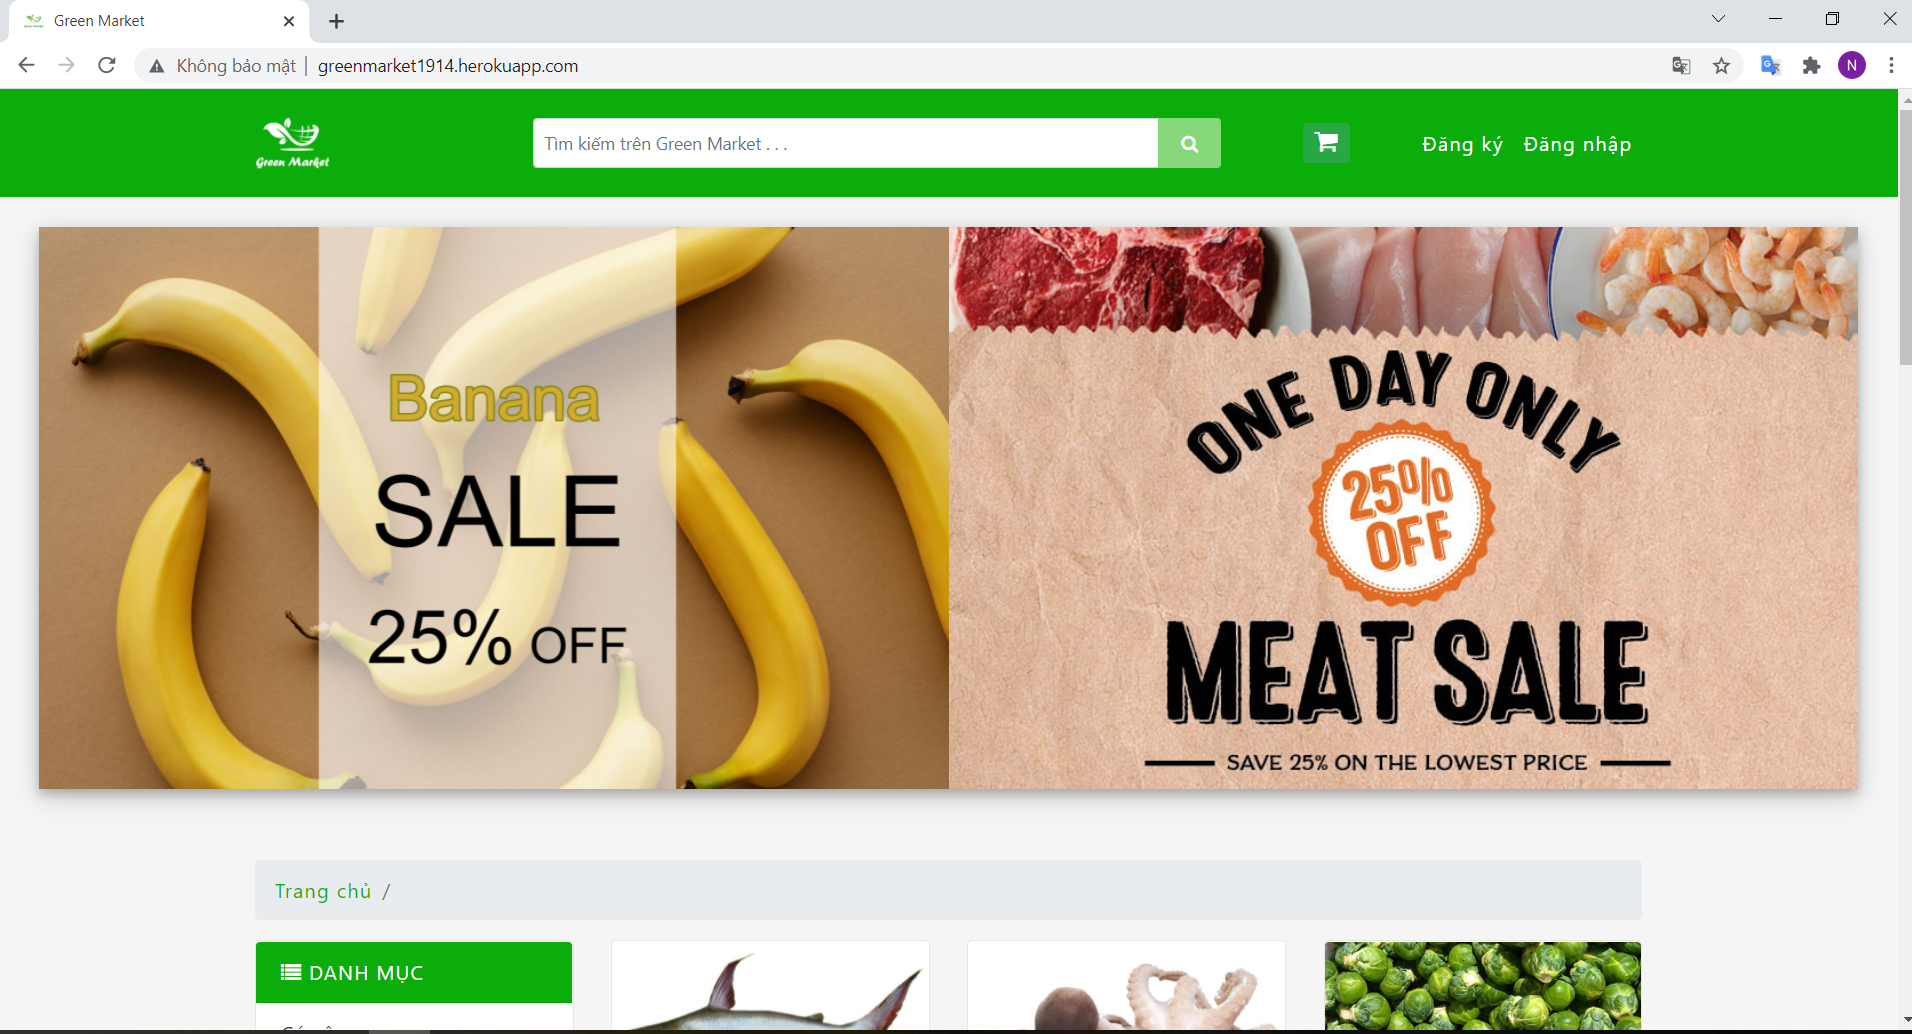 Green Market
Không bảo mật
greenmarket1914.herokuapp.com
N
Green Market
Tìm kiếm trên Green Market . . .
Đăng ký
Đăng nhập
Banana
SALE
25% OFF
ONE DAY ONLY
25%
OFF
MEAT SALE
SAVE 25% ON THE LOWEST PRICE
Trang chủ /
DANH MỤC